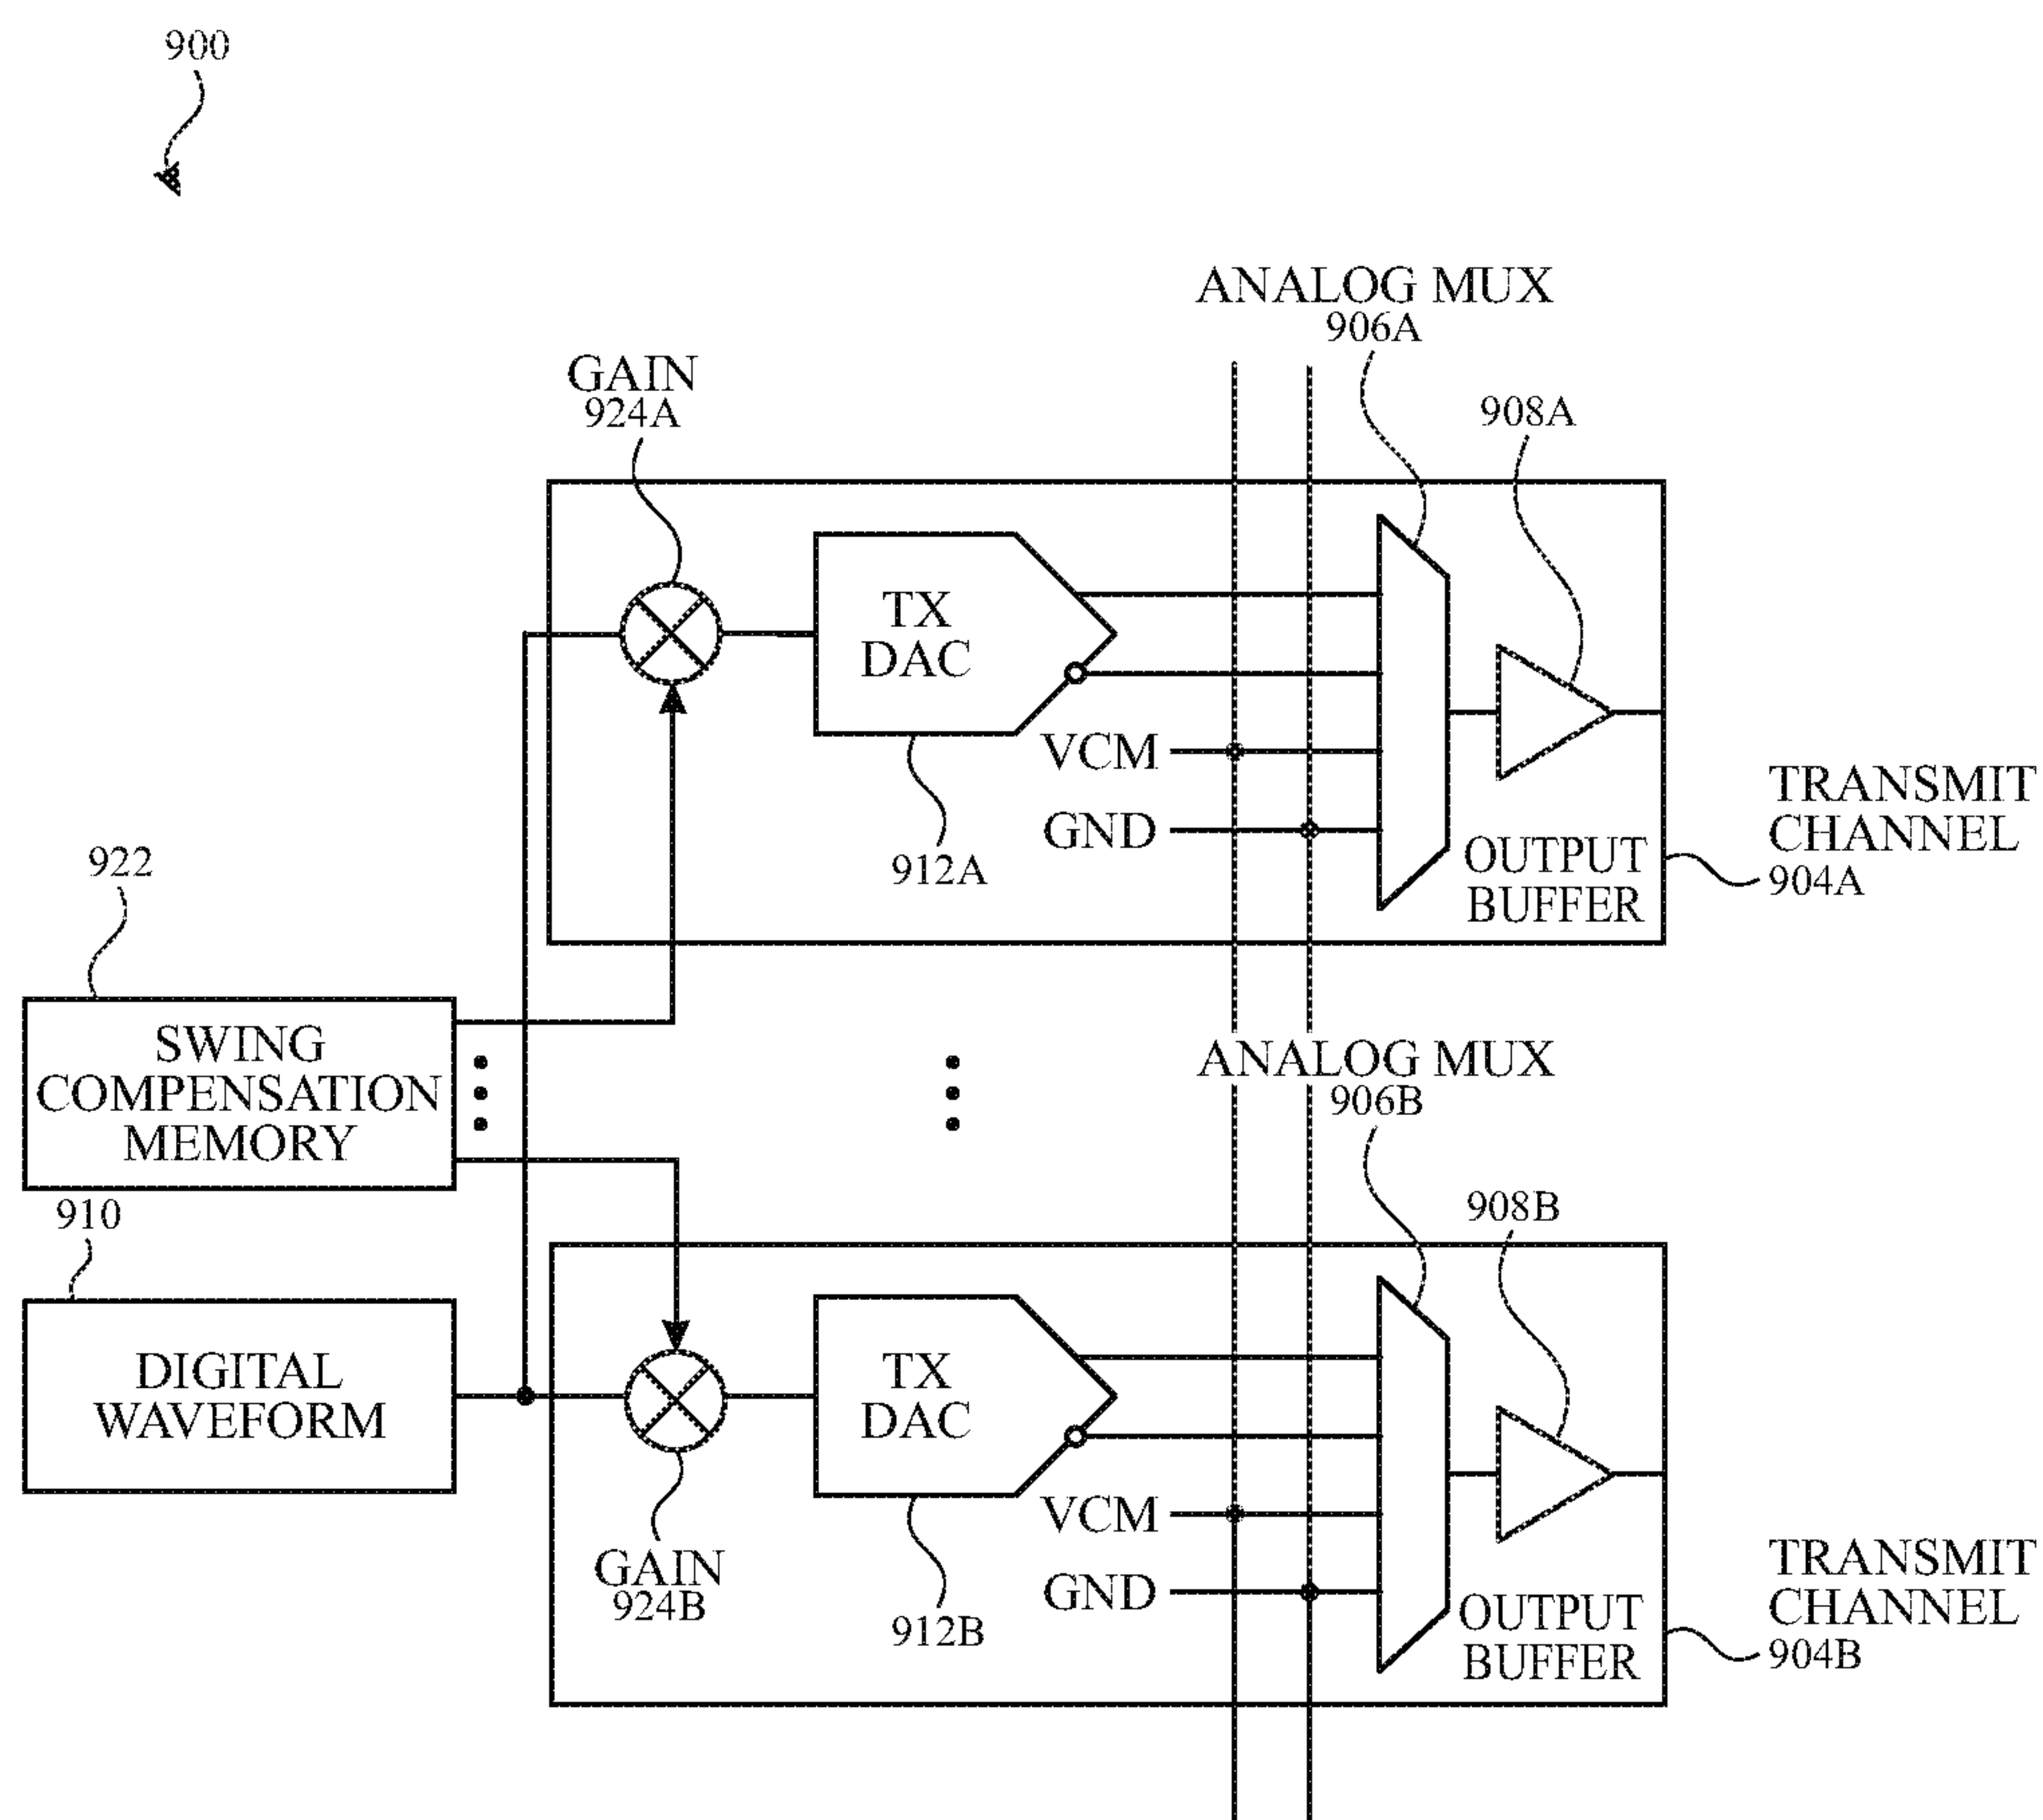 900
ANALOG MUX
906A
GAIN
924A
908A
TX
DAC
VCM
GND
912A
OUTPUT
BUFFER
TRANSMIT
CHANNEL
904A
922
SWING
COMPENSATION
MEMORY
ANALOG MUX
906B
910
908B
DIGITAL
WAVEFORM
TX
DAC
VCM
GND
GAIN
924B
912B
OUTPUT
BUFFER
TRANSMIT
CHANNEL
904B